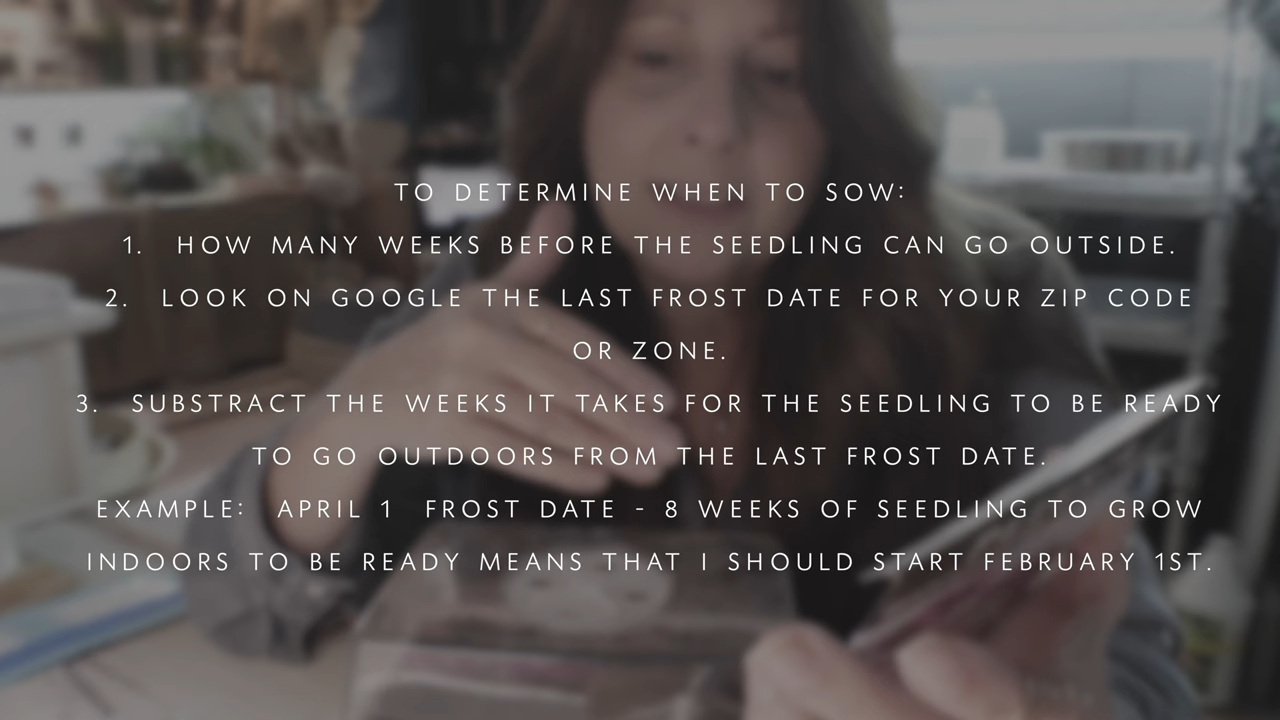 TO DETERMINE WHEN TO SOW:
1. HOW MANY WEEKS BEFORE THE SEEDLING CAN GO OUTSIDE.
2. LOOK ON GOOGLE THE LAST FROST DATE FOR YOUR ZIP CODE
OR ZONE.
3. SUBSTRACT THE WEEKS IT TAKES FOR THE SEEDLING TO BE READY
TO GO OUTDOORS FROM THE LAST FROST DATE.
EXAMPLE: APRIL 1 FROST DATE - 8 WEEKS OF SEEDLING TO GROW
INDOORS TO BE READY MEANS THAT I SHOULD START FEBRUARY 1ST.